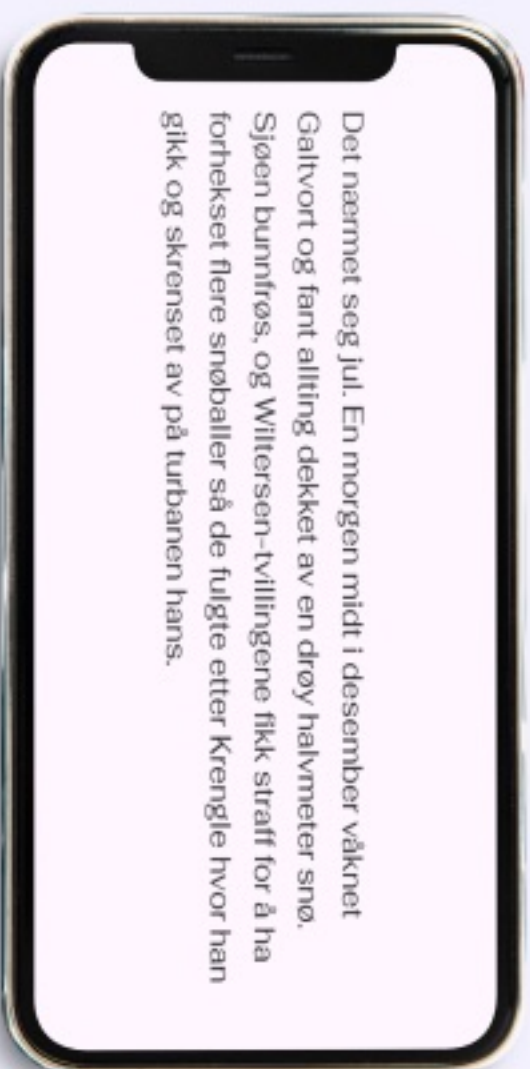 Det nærmet seg jul. En morgen midt i desember våknet
Galtvort og fant allting dekket av en drøy halvmeter snø.
Sjøen bunnfrøs, og Wiltersen-tvillingene fikk straff for å ha
forhekset flere snøballer så de fulgte etter Krengle hvor han
gikk og skrenset av på turbanen hans.